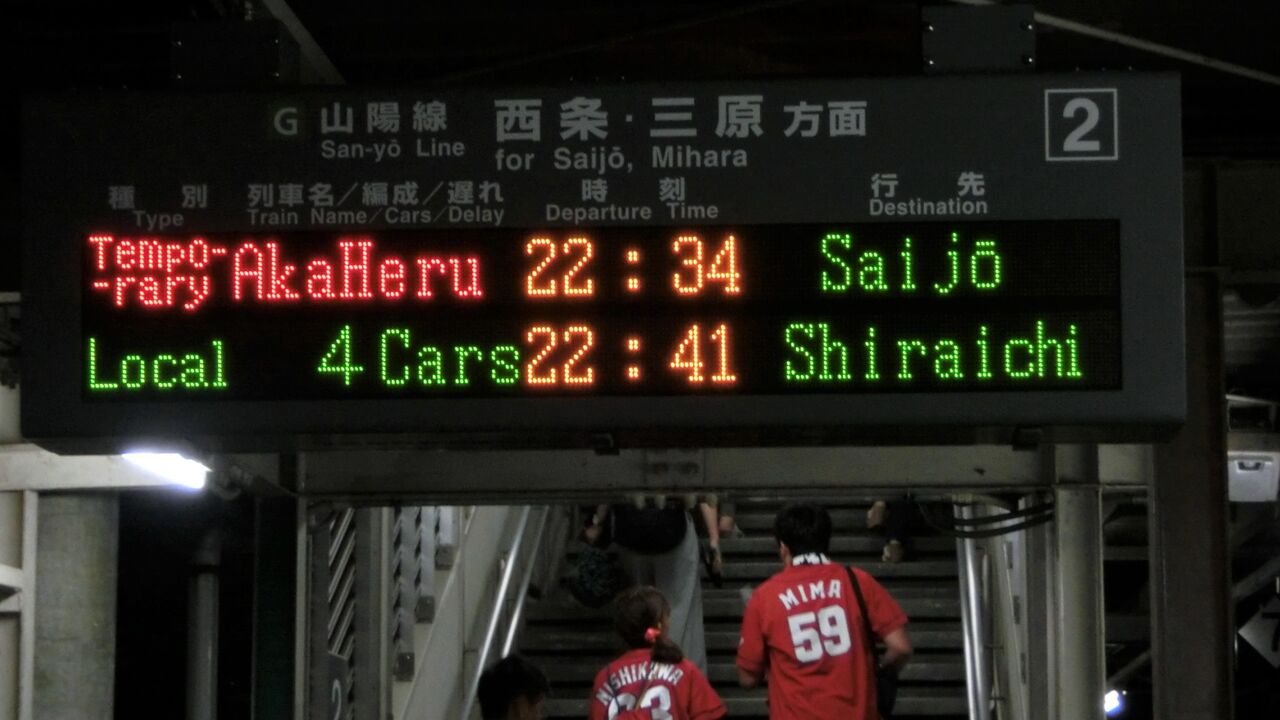 G 山陽線 西条・三原 方面 2
San-yō Line for Saijō, Mihara
種別 列車名/編成/遅れ 時刻 行先
Type Train Name/Cars/Delay Departure Time Destination
Tempo-
-rary AkaHeru 22:34 Saijō
Local 4 Cars 22:41 Shiraichi
MIMA
59
NISHIKAWA